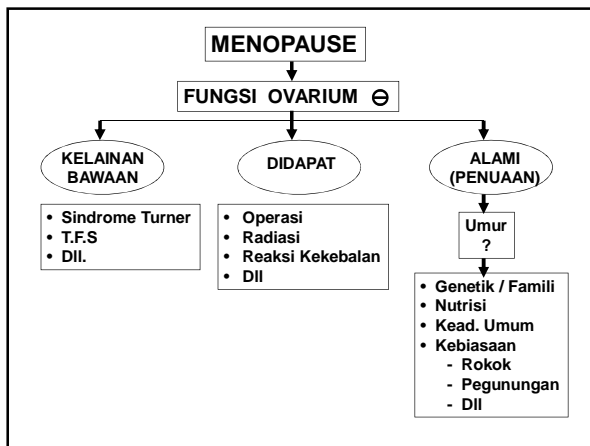 MENOPAUSE
FUNGSI OVARIUM ⊖
KELAINAN
BAWAAN
• Sindrome Turner
• T.F.S
• Dll.
DIDAPAT
• Operasi
• Radiasi
• Reaksi Kekebalan
• Dll
ALAMI
(PENUAAN)
Umur
?
• Genetik / Famili
• Nutrisi
• Kead. Umum
• Kebiasaan
- Rokok
- Pegunungan
- Dll